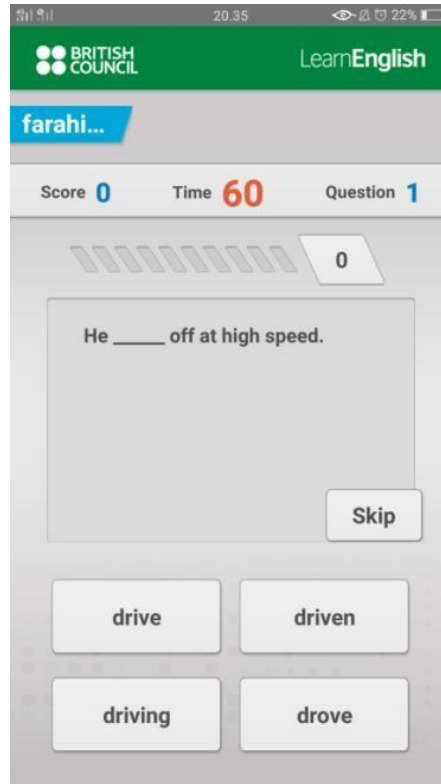 20.35 22%
BRITISH
COUNCIL
LearnEnglish
farahi...
Score 0 Time 60 Question 1
0
He _____ off at high speed.
Skip
drive driven
driving drove